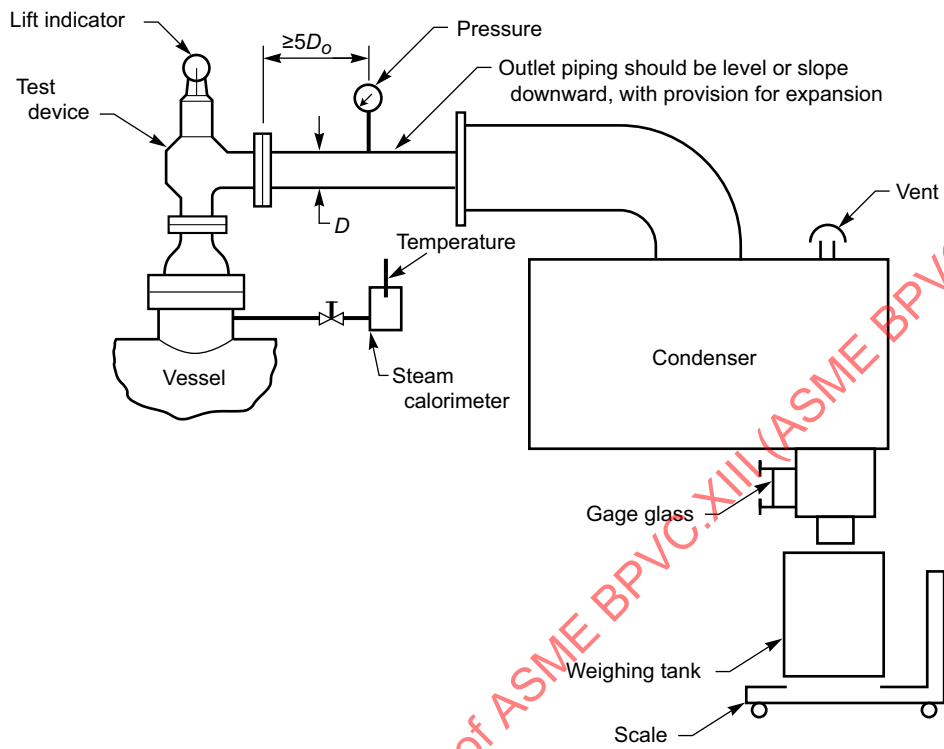 Lift indicator
≥5Do
Pressure
Test
device
Outlet piping should be level or slope
downward, with provision for expansion
D
Vent
Temperature
Condenser
Vessel
Steam
calorimeter
Gage glass
Weighing tank
Scale
of ASME BPVC.XIII (ASME BPVC